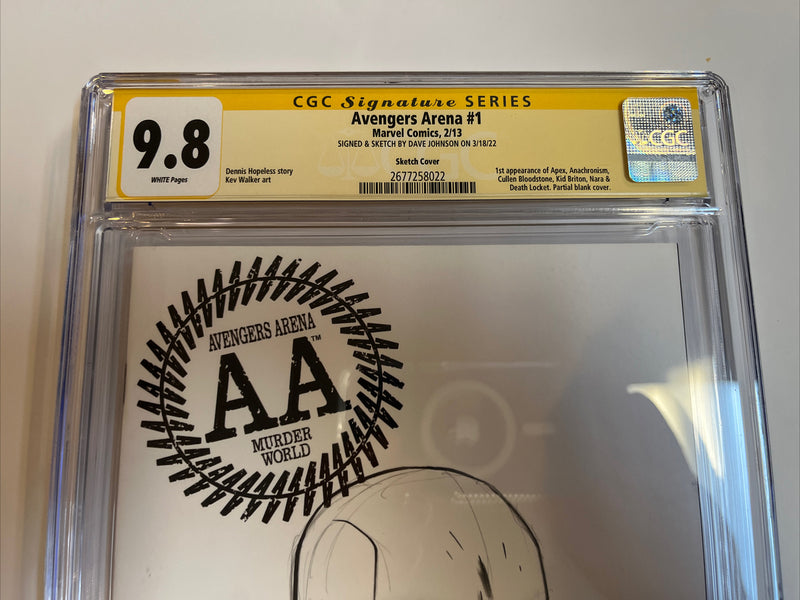 CGC Signature SERIES
9.8
WHITE Pages
Avengers Arena #1
Marvel Comics, 2/13
SIGNED & SKETCH BY DAVE JOHNSON ON 3/18/22
Sketch Cover
Dennis Hopeless story
Kev Walker art
2677258022
1st appearance of Apex, Anachronism,
Cullen Bloodstone, Kid Briton, Nara &
Death Locket. Partial blank cover.
CGC
AVENGERS ARENA
AA™
MURDER
WORLD